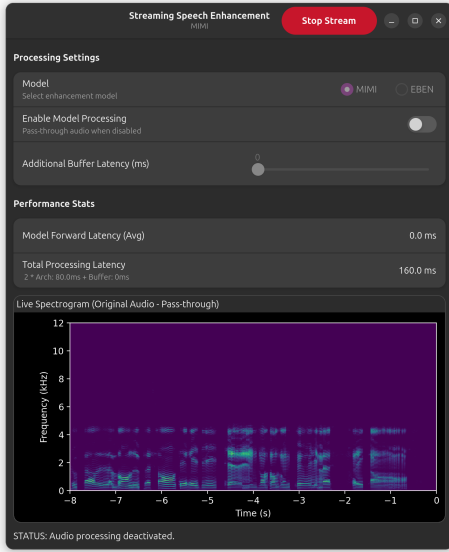 Streaming Speech Enhancement
MIMI
Stop Stream
Processing Settings
Model
Select enhancement model
MIMI
EBEN
Enable Model Processing
Pass-through audio when disabled
Additional Buffer Latency (ms)
0
Performance Stats
Model Forward Latency (Avg)
0.0 ms
Total Processing Latency
2 * Arch: 80.0ms + Buffer: 0ms
160.0 ms
Live Spectrogram (Original Audio - Pass-through)
12
10
8
6
4
2
0
Frequency (kHz)
−8 −7 −6 −5 −4 −3 −2 −1 0
Time (s)
STATUS: Audio processing deactivated.